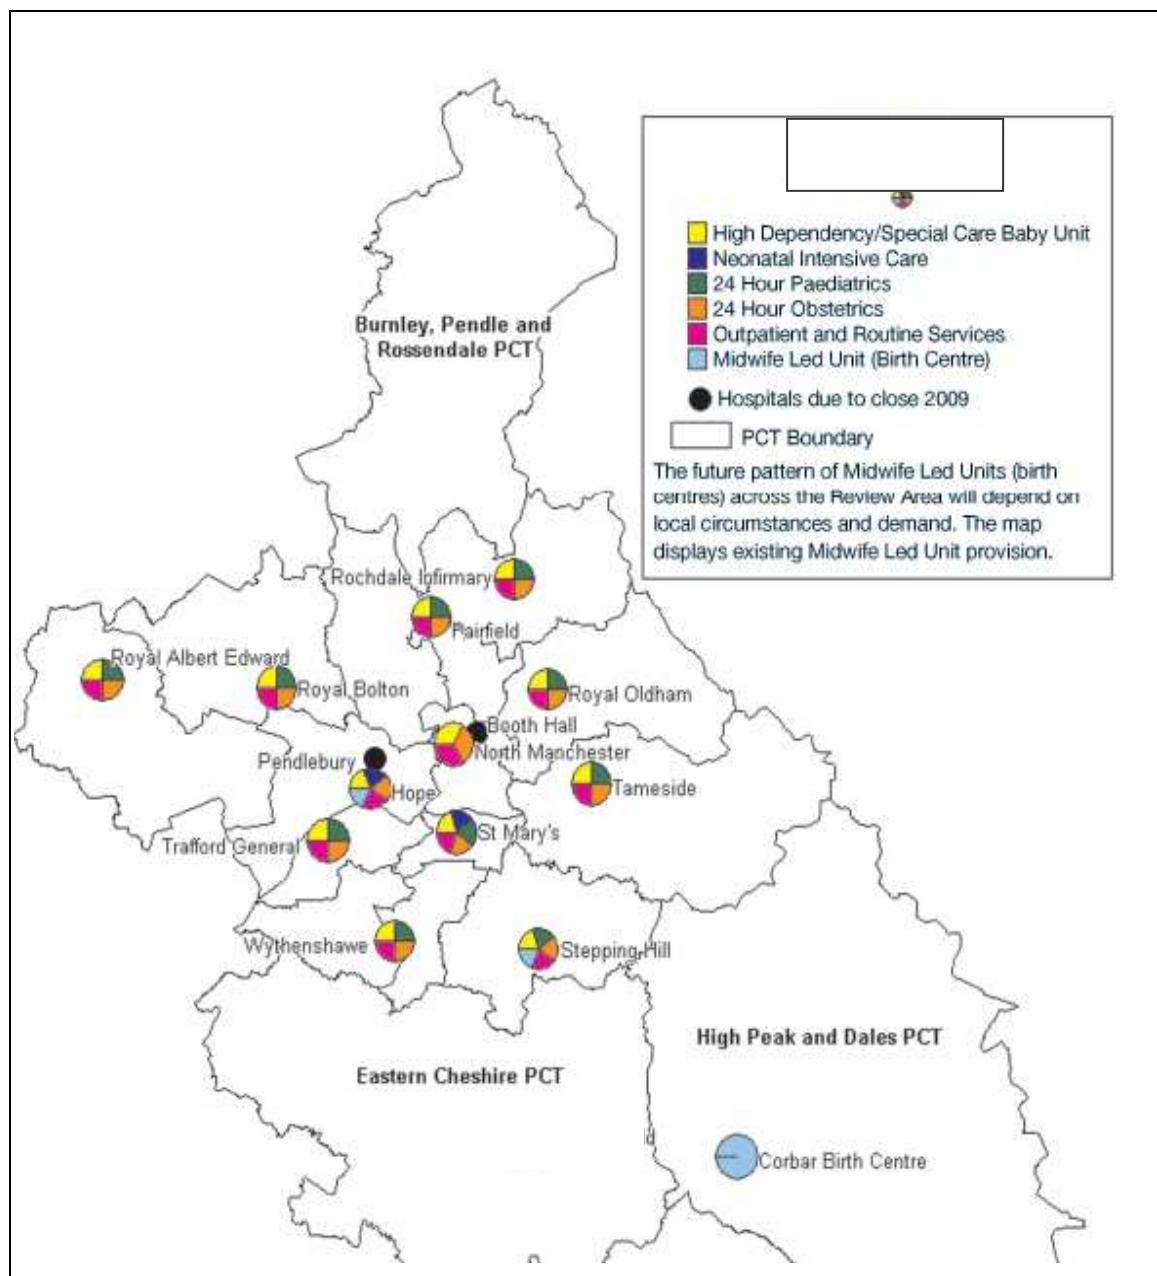 High Dependency/Special Care Baby Unit
Neonatal Intensive Care
24 Hour Paediatrics
24 Hour Obstetrics
Outpatient and Routine Services
Midwife Led Unit (Birth Centre)
Hospitals due to close 2009
PCT Boundary
The future pattern of Midwife Led Units (birth
centres) across the Review Area will depend on
local circumstances and demand. The map
displays existing Midwife Led Unit provision.
Burnley, Pendle and
Rossendale PCT
Rochdale Infirmary
Fairfield
Royal Albert Edward
Royal Bolton
Royal Oldham
Booth Hall
North Manchester
Pendlebury
Hope
Tameside
St Mary's
Trafford General
Wythenshawe
Stepping Hill
High Peak and Dales PCT
Eastern Cheshire PCT
Corbar Birth Centre